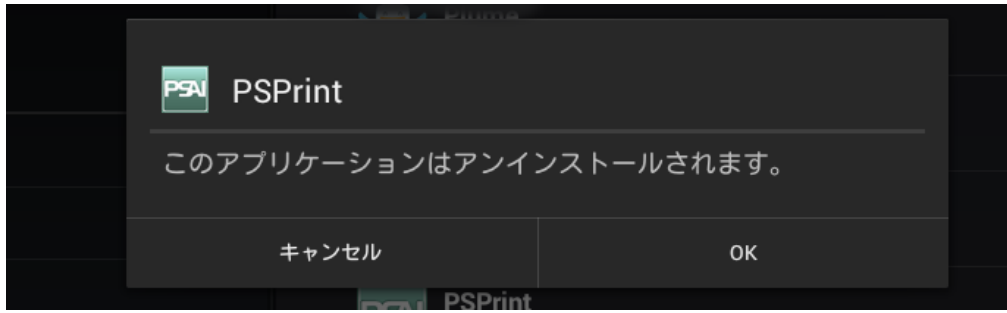 Plume
PSAI PSPrint
このアプリケーションはアンインストールされます。
キャンセル OK
PSPrint